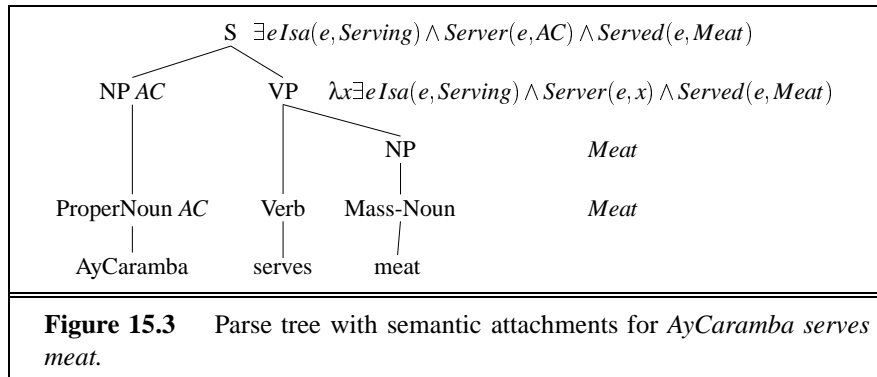 S ∃e Isa(e, Serving) ∧ Server(e, AC) ∧ Served(e, Meat)
NP AC VP λx∃e Isa(e, Serving) ∧ Server(e, x) ∧ Served(e, Meat)
NP Meat
ProperNoun AC Verb Mass-Noun Meat
AyCaramba serves meat
Figure 15.3 Parse tree with semantic attachments for AyCaramba serves
meat.